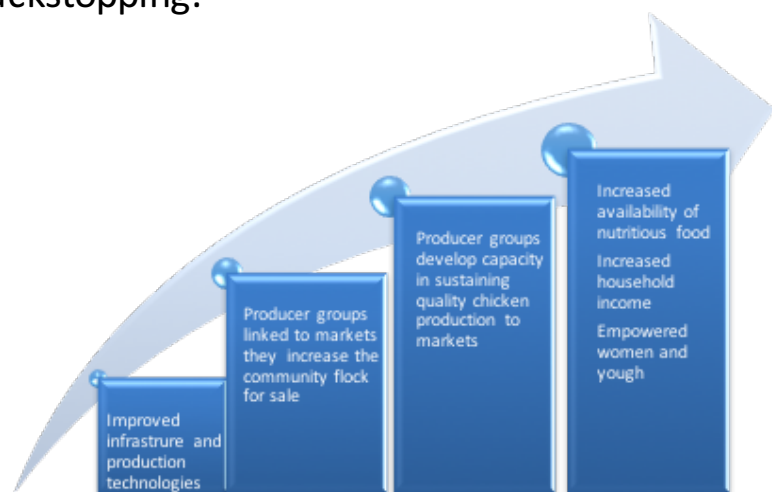 ckstopping?
Improved
infrastrure and
production
technologies
Producer groups
linked to markets
they increase the
community flock
for sale
Producer groups
develop capacity
in sustaining
quality chicken
production to
markets
Increased
availability of
nutritious food
Increased
household
income
Empowered
women and
yough